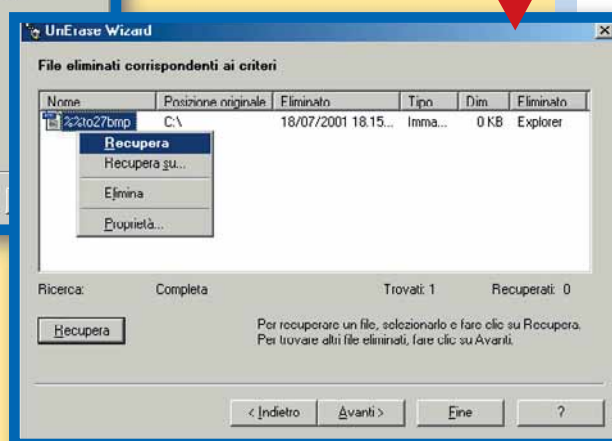 UnErase Wizard
File eliminati corrispondenti ai criteri
Nome Posizione originale Eliminato Tipo Dim. Eliminato
%%to27bmp C:\ 18/07/2001 18.15... Imma... 0 KB Explorer
Recupera
Recupera su...
Elimina
Proprietà...
Ricerca: Completa Trovati: 1 Recuperati: 0
Recupera
Per recuperare un file, selezionarlo e fare clic su Recupera.
Per trovare altri file eliminati, fare clic su Avanti.
< Indietro Avanti > Fine ?